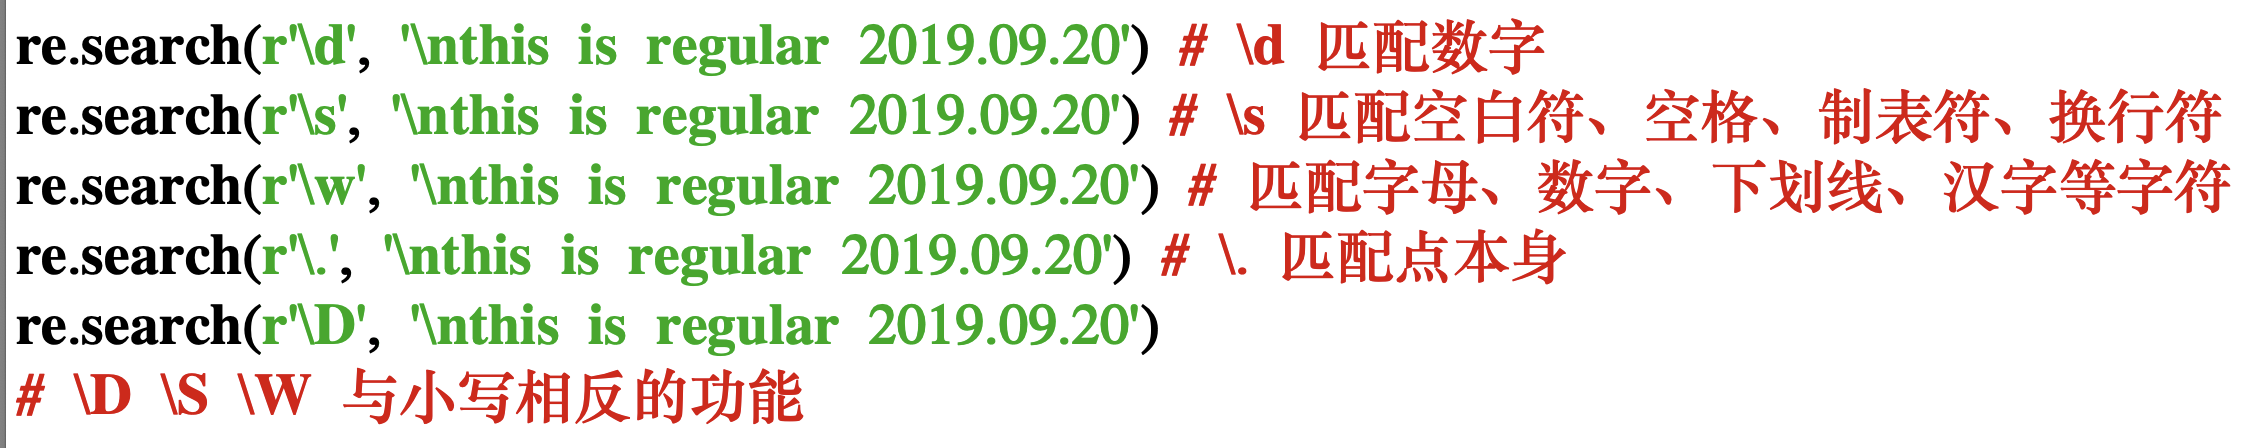 re.search(r'\d', '\nthis is regular 2019.09.20') # \d 匹配数字
re.search(r'\s', '\nthis is regular 2019.09.20') # \s 匹配空白符、空格、制表符、换行符
re.search(r'\w', '\nthis is regular 2019.09.20') # 匹配字母、数字、下划线、汉字等字符
re.search(r'\.', '\nthis is regular 2019.09.20') # \. 匹配点本身
re.search(r'\D', '\nthis is regular 2019.09.20')
# \D \S \W 与小写相反的功能